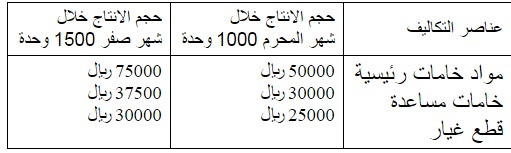 عناصر التكاليف
حجم الانتاج خلال
شهر المحرم 1000 وحدة
حجم الانتاج خلال
شهر صفر 1500 وحدة
مواد خامات رئيسية
خامات مساعدة
قطع غيار
50000 ريال
30000 ريال
25000 ريال
75000 ريال
37500 ريال
30000 ريال